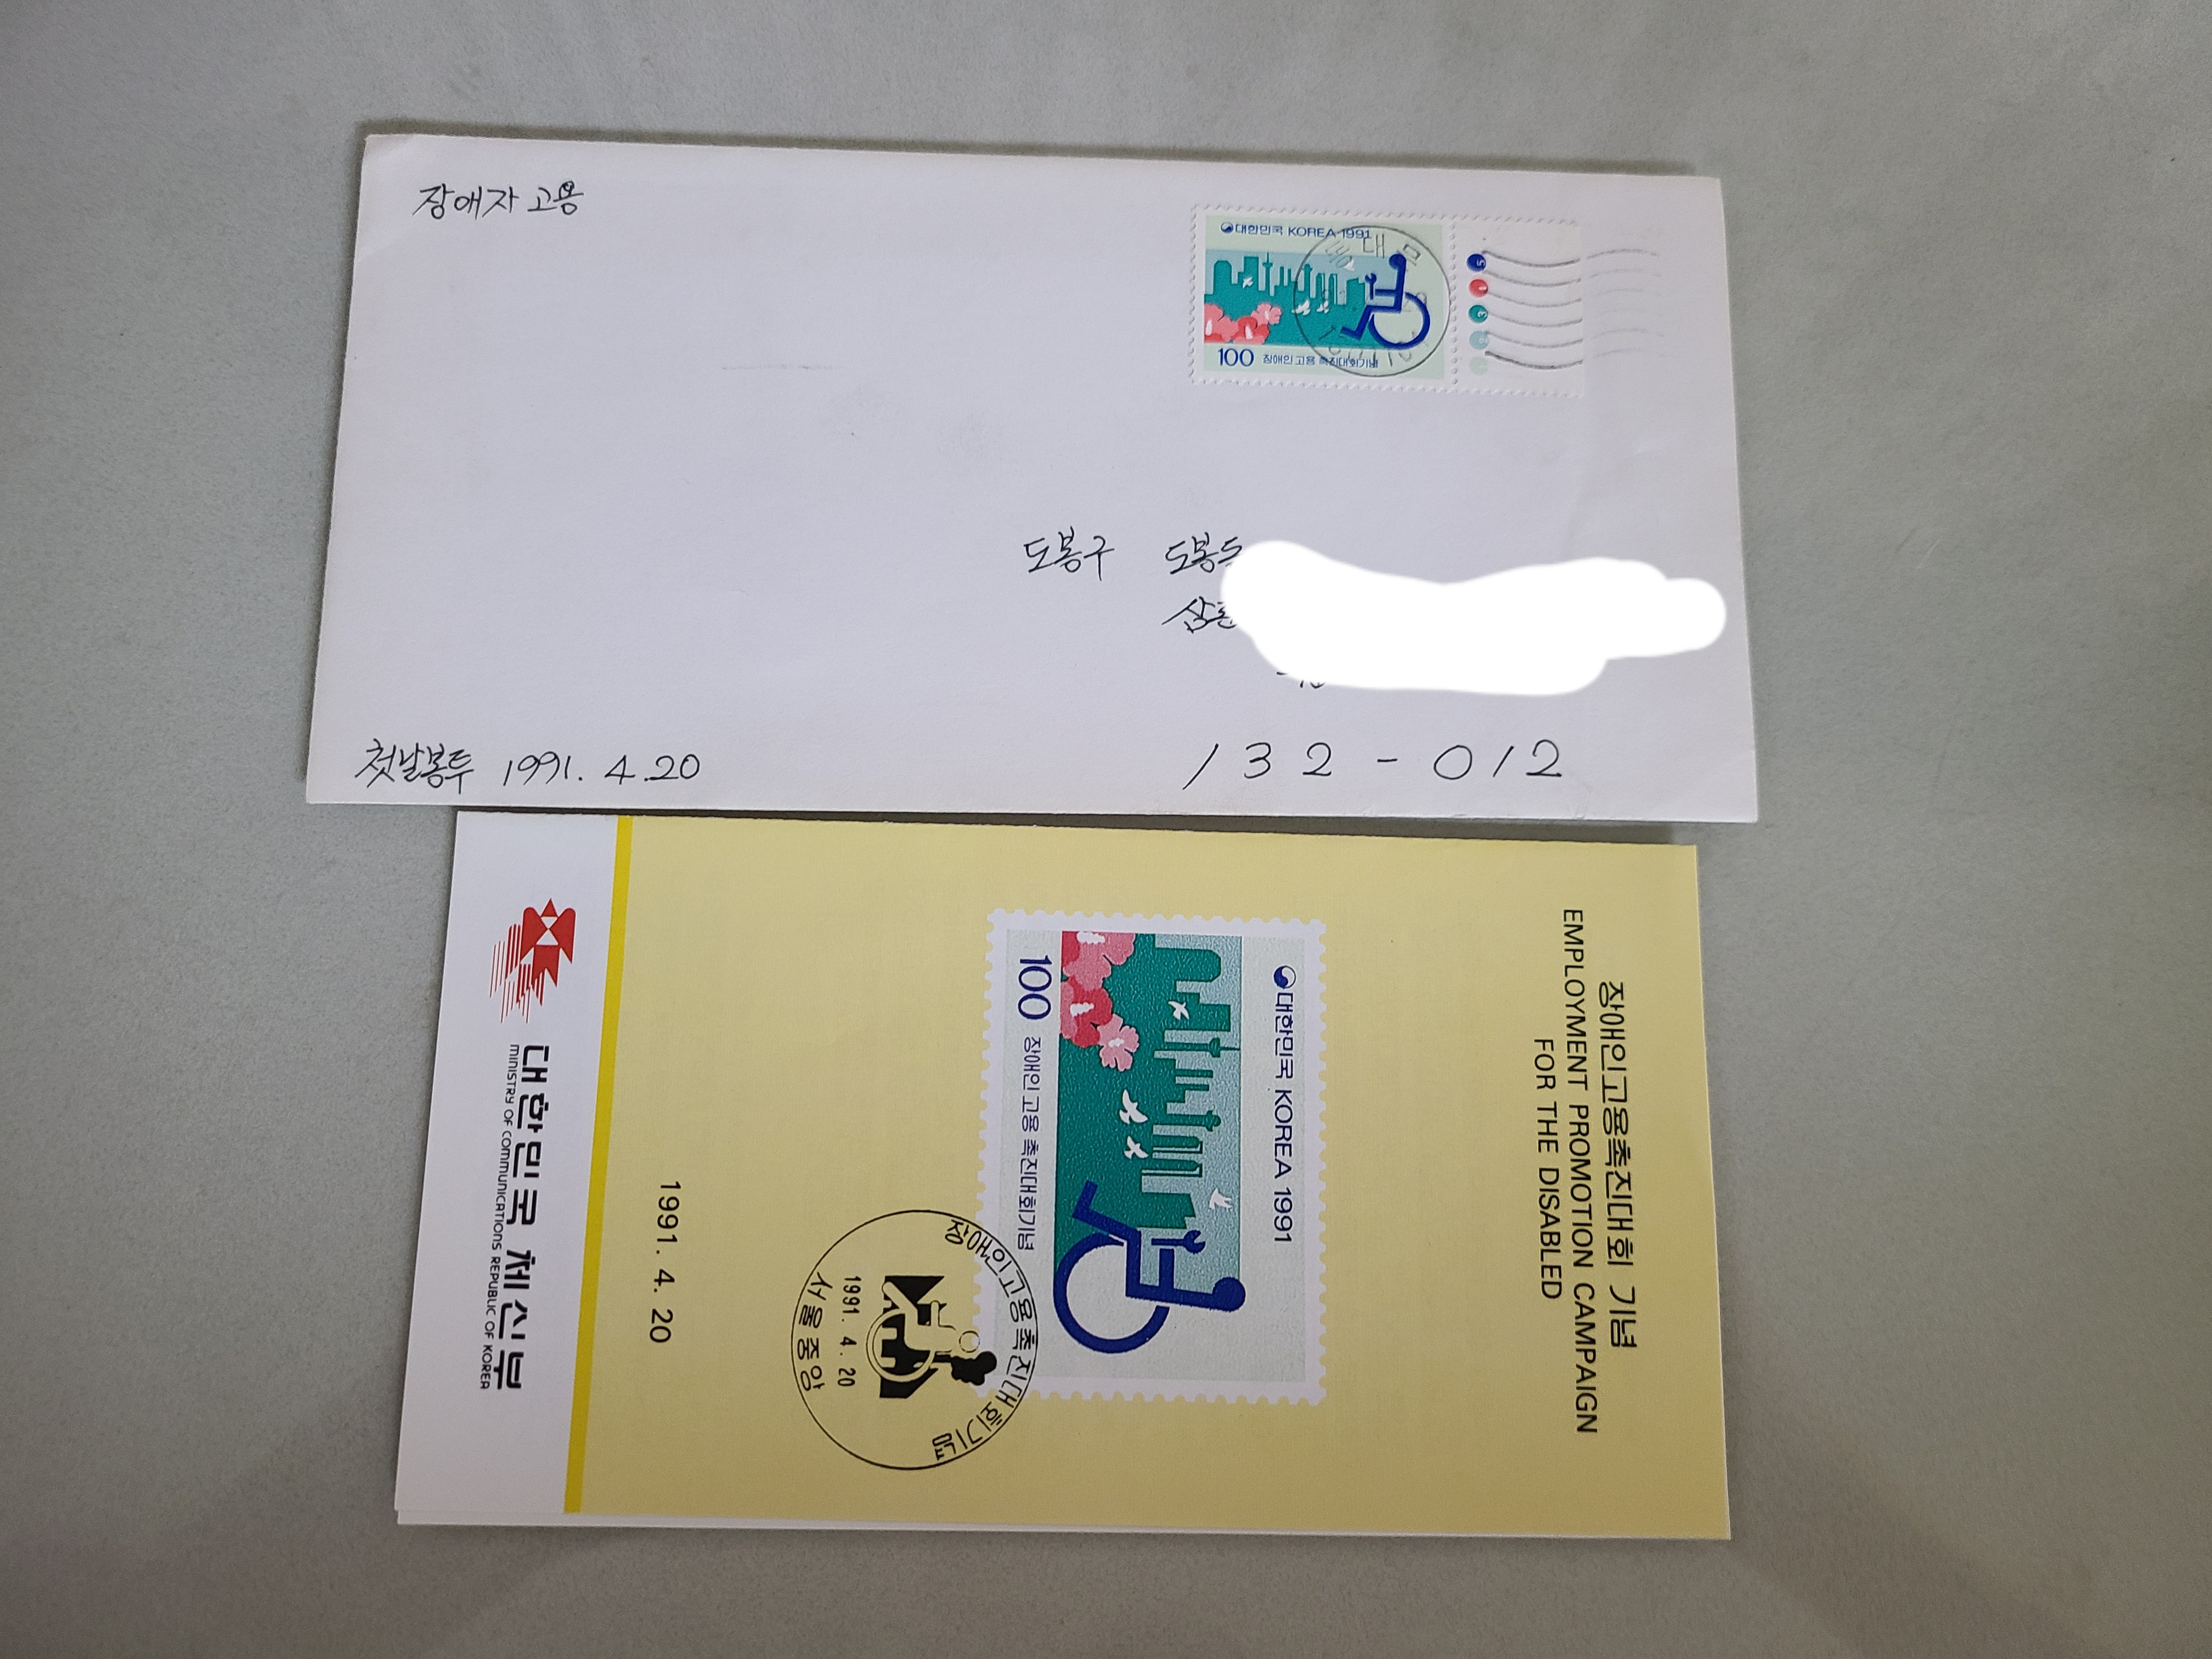 장애자 고용
대한민국 KOREA 1991
100 장애인 고용 촉진대회기념
도봉구 도봉
132-012
첫날봉투 1991. 4. 20
장애인고용촉진대회 기념
EMPLOYMENT PROMOTION CAMPAIGN
FOR THE DISABLED
대한민국 KOREA 1991
100 장애인 고용 촉진대회기념
장애인고용촉진대회기념
1991. 4. 20
서울중앙
1991. 4. 20
대한민국 체신부
MINISTRY OF COMMUNICATIONS REPUBLIC OF KOREA